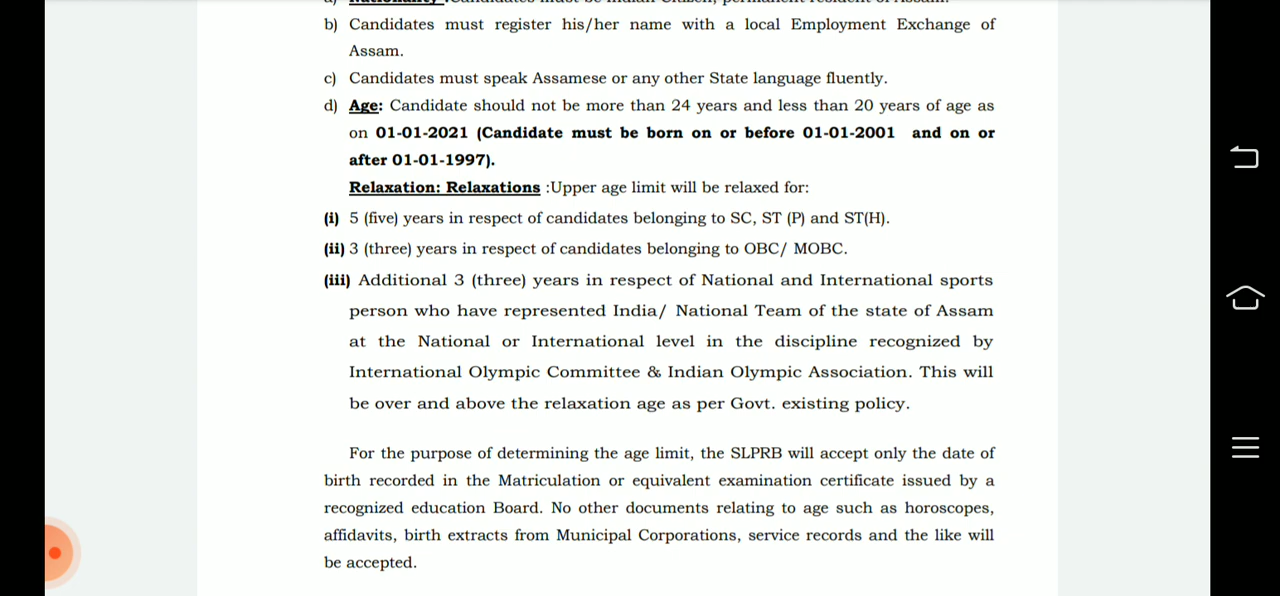 b) Candidates must register his/her name with a local Employment Exchange of
Assam.
c) Candidates must speak Assamese or any other State language fluently.
d) Age: Candidate should not be more than 24 years and less than 20 years of age as
on 01-01-2021 (Candidate must be born on or before 01-01-2001 and on or
after 01-01-1997).
Relaxation: Relaxations :Upper age limit will be relaxed for:
(i) 5 (five) years in respect of candidates belonging to SC, ST (P) and ST(H).
(ii) 3 (three) years in respect of candidates belonging to OBC/ MOBC.
(iii) Additional 3 (three) years in respect of National and International sports
person who have represented India/ National Team of the state of Assam
at the National or International level in the discipline recognized by
International Olympic Committee & Indian Olympic Association. This will
be over and above the relaxation age as per Govt. existing policy.
For the purpose of determining the age limit, the SLPRB will accept only the date of
birth recorded in the Matriculation or equivalent examination certificate issued by a
recognized education Board. No other documents relating to age such as horoscopes,
affidavits, birth extracts from Municipal Corporations, service records and the like will
be accepted.